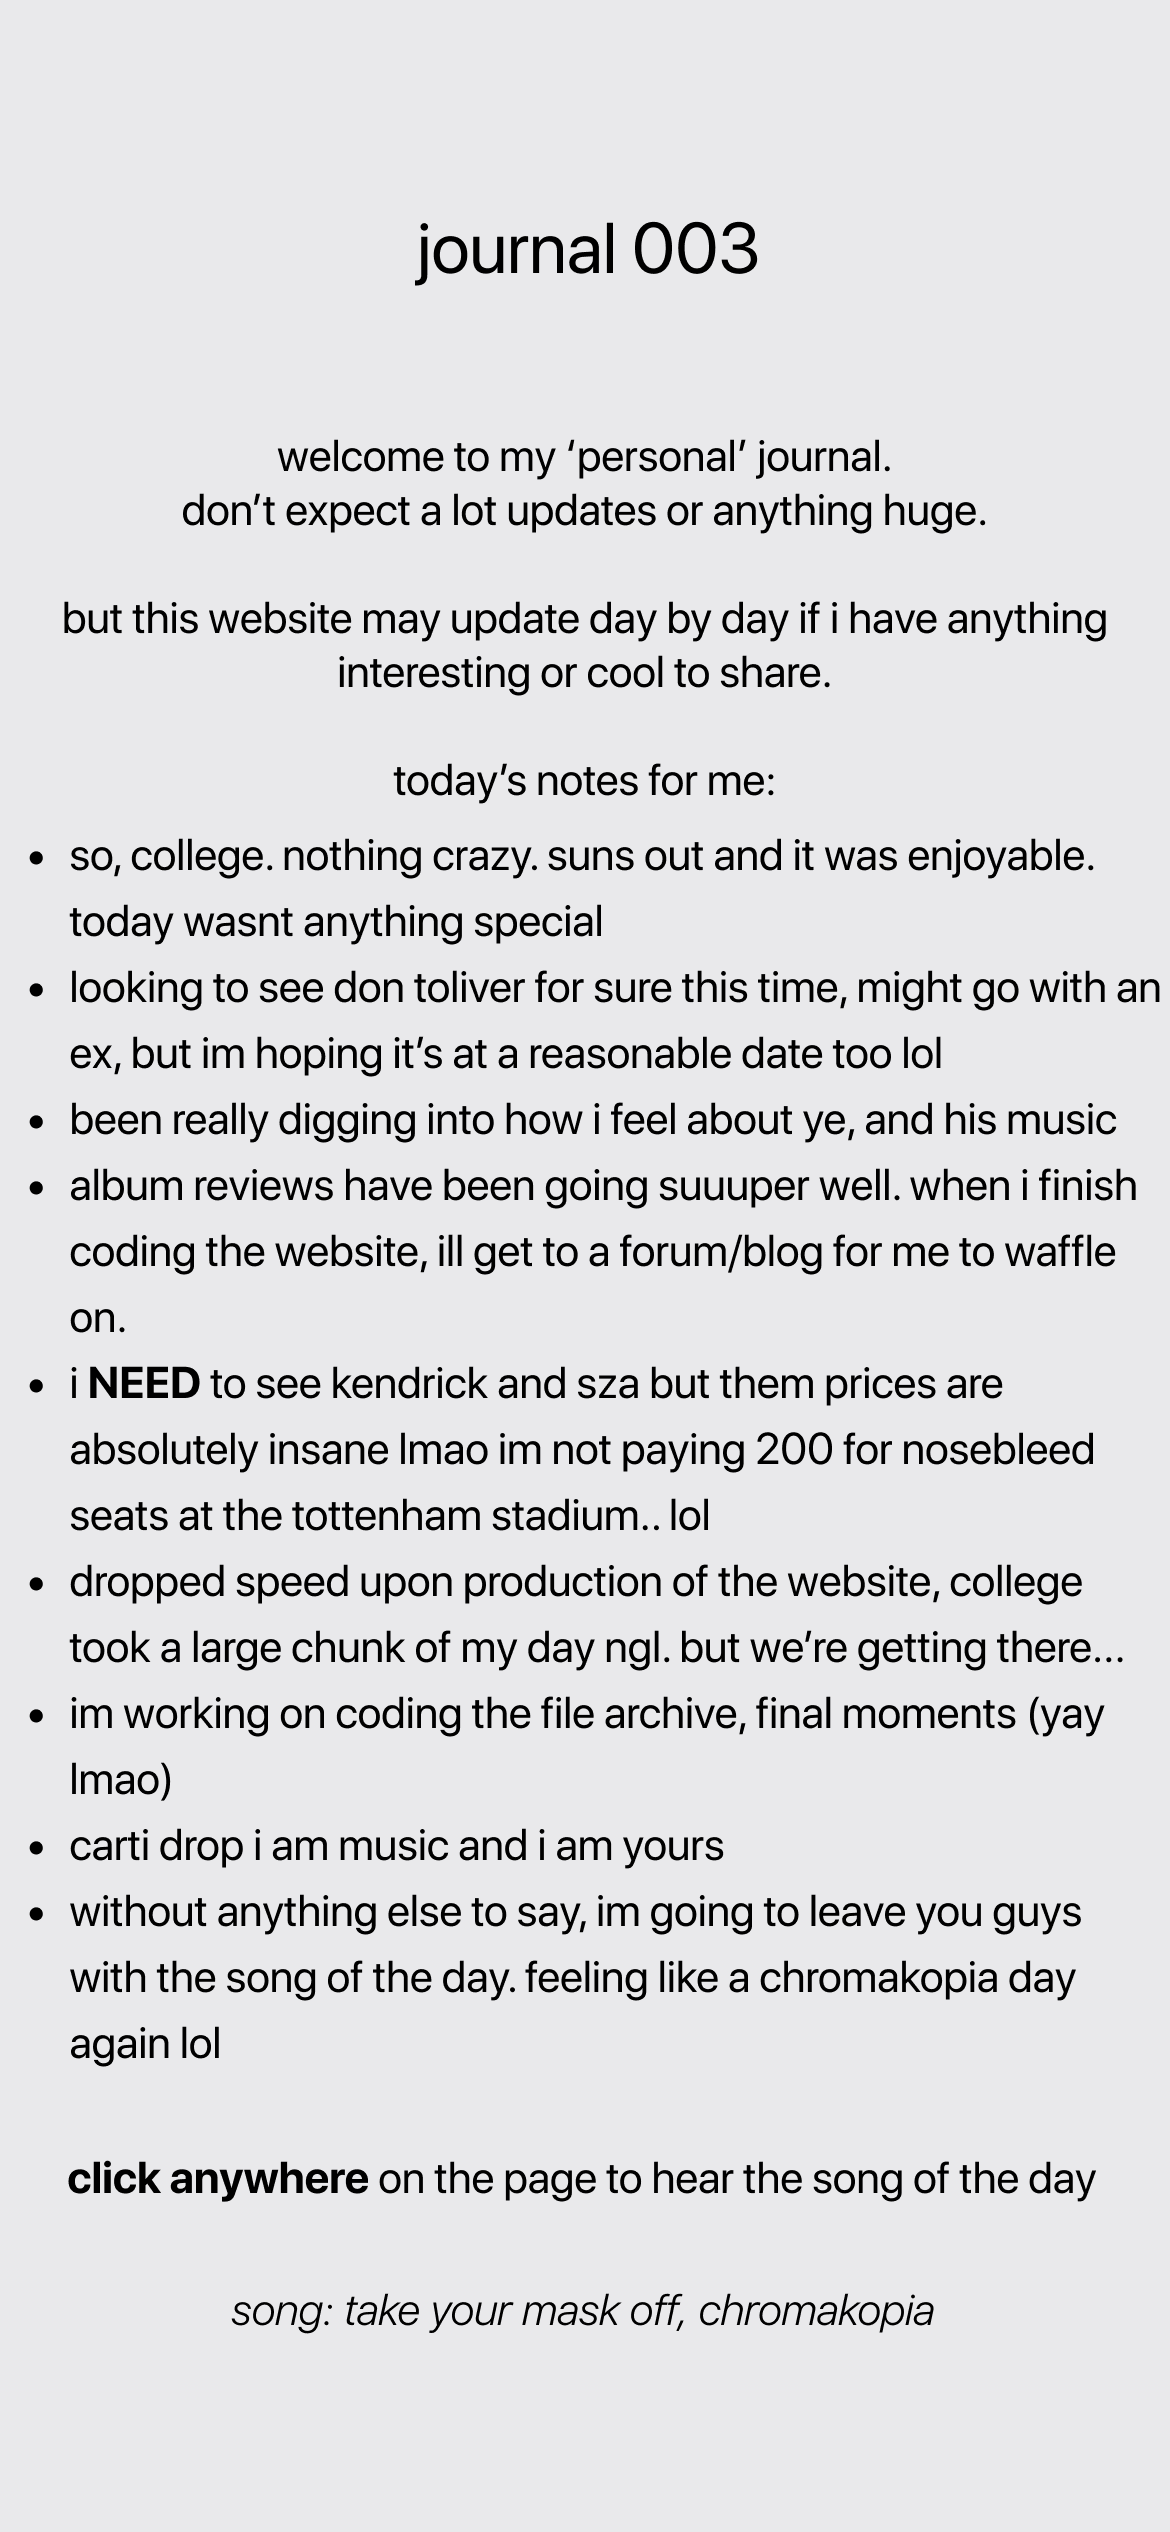 journal 003
welcome to my ‘personal’ journal.
don’t expect a lot updates or anything huge.
but this website may update day by day if i have anything
interesting or cool to share.
today’s notes for me:
• so, college. nothing crazy. suns out and it was enjoyable.
today wasnt anything special
• looking to see don toliver for sure this time, might go with an
ex, but im hoping it’s at a reasonable date too lol
• been really digging into how i feel about ye, and his music
• album reviews have been going suuuper well. when i finish
coding the website, ill get to a forum/blog for me to waffle
on.
• i NEED to see kendrick and sza but them prices are
absolutely insane lmao im not paying 200 for nosebleed
seats at the tottenham stadium.. lol
• dropped speed upon production of the website, college
took a large chunk of my day ngl. but we’re getting there...
• im working on coding the file archive, final moments (yay
lmao)
• carti drop i am music and i am yours
• without anything else to say, im going to leave you guys
with the song of the day. feeling like a chromakopia day
again lol
click anywhere on the page to hear the song of the day
song: take your mask off, chromakopia